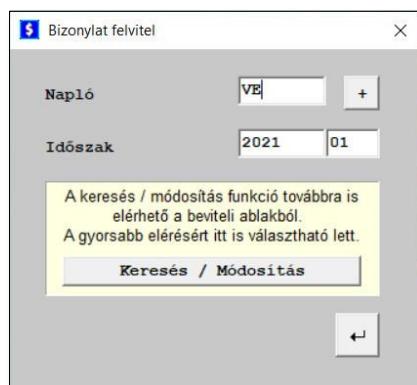 Bizonylat felvitel
Napló VE +
Időszak 2021 01
A keresés / módosítás funkció továbbra is
elérhető a beviteli ablakból.
A gyorsabb elérésért itt is választható lett.
Keresés / Módosítás